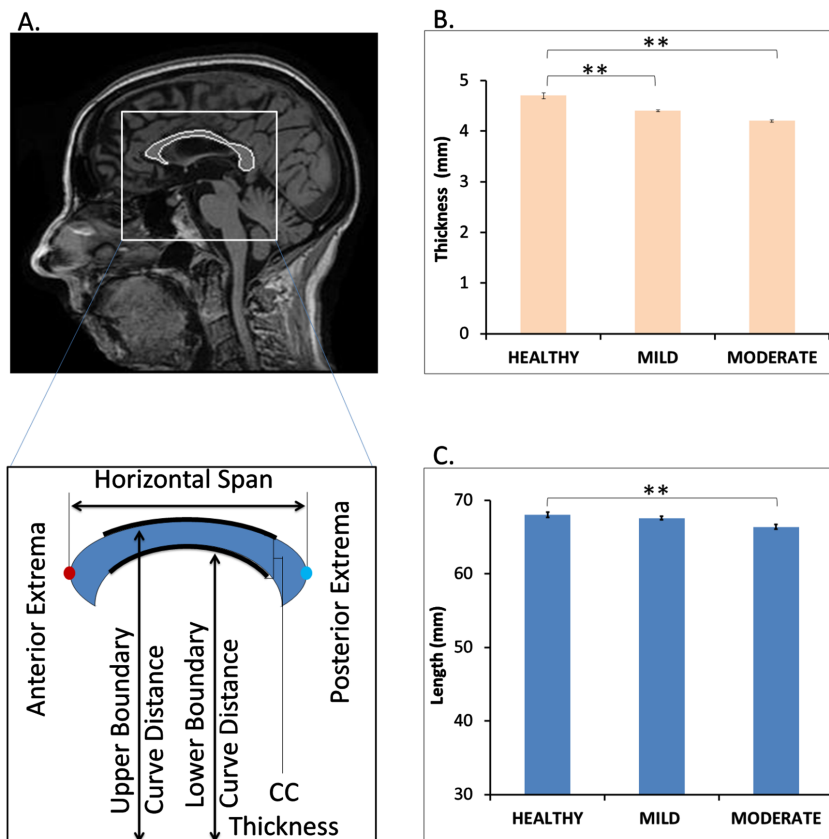 A.
Horizontal Span
Anterior Extrema
Upper Boundary
Curve Distance
Lower Boundary
Curve Distance
CC
Thickness
Posterior Extrema
B.
**
**
5
4
3
2
1
0
Thickness (mm)
HEALTHY MILD MODERATE
C.
**
70
60
50
40
30
Length (mm)
HEALTHY MILD MODERATE